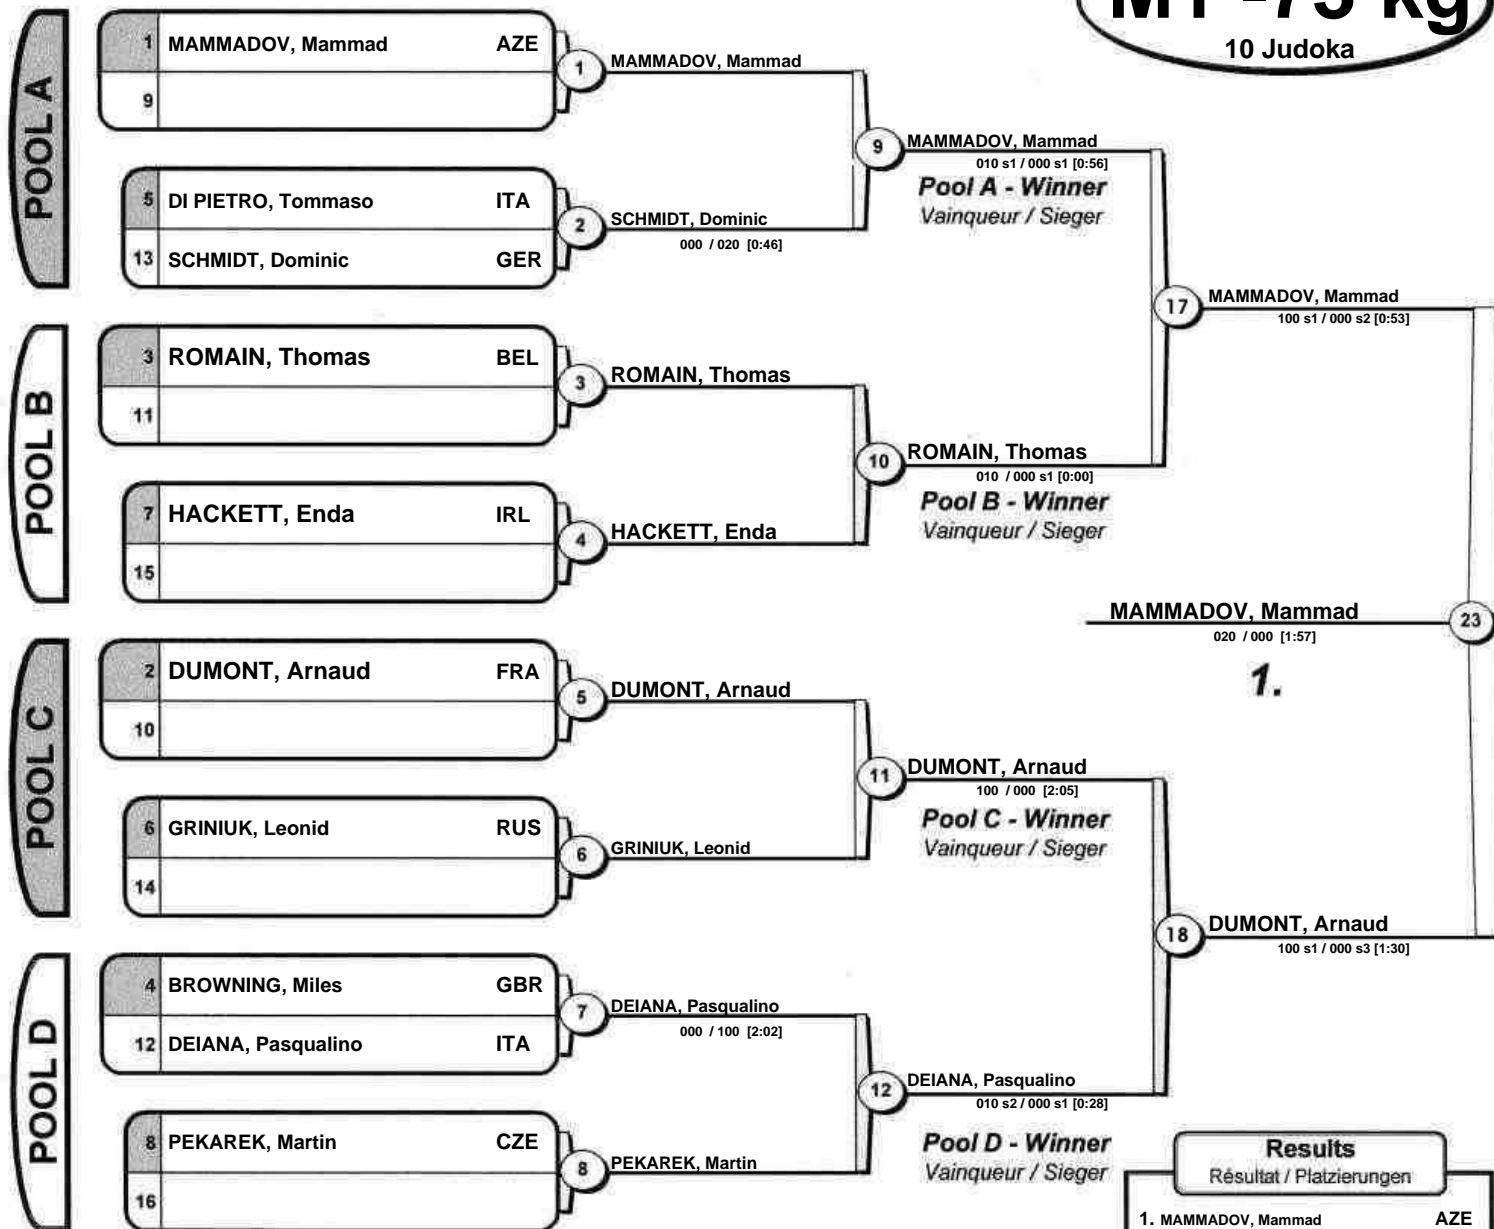 M1 -73 kg
10 Judoka
POOL A
1 MAMMADOV, Mammad AZE
9
5 DI PIETRO, Tommaso ITA
13 SCHMIDT, Dominic GER
1 MAMMADOV, Mammad
2 SCHMIDT, Dominic
000 / 020 [0:46]
9 MAMMADOV, Mammad
010 s1 / 000 s1 [0:56]
Pool A - Winner
Vainqueur / Sieger
POOL B
3 ROMAIN, Thomas BEL
11
7 HACKETT, Enda IRL
15
3 ROMAIN, Thomas
4 HACKETT, Enda
10 ROMAIN, Thomas
010 / 000 s1 [0:00]
Pool B - Winner
Vainqueur / Sieger
17 MAMMADOV, Mammad
100 s1 / 000 s2 [0:53]
MAMMADOV, Mammad 23
020 / 000 [1:57]
1.
POOL C
2 DUMONT, Arnaud FRA
10
6 GRINIUK, Leonid RUS
14
5 DUMONT, Arnaud
6 GRINIUK, Leonid
11 DUMONT, Arnaud
100 / 000 [2:05]
Pool C - Winner
Vainqueur / Sieger
18 DUMONT, Arnaud
100 s1 / 000 s3 [1:30]
POOL D
4 BROWNING, Miles GBR
12 DEIANA, Pasqualino ITA
8 PEKAREK, Martin CZE
16
7 DEIANA, Pasqualino
000 / 100 [2:02]
8 PEKAREK, Martin
12 DEIANA, Pasqualino
010 s2 / 000 s1 [0:28]
Pool D - Winner
Vainqueur / Sieger
Results
Résultat / Platzierungen
1. MAMMADOV, Mammad AZE